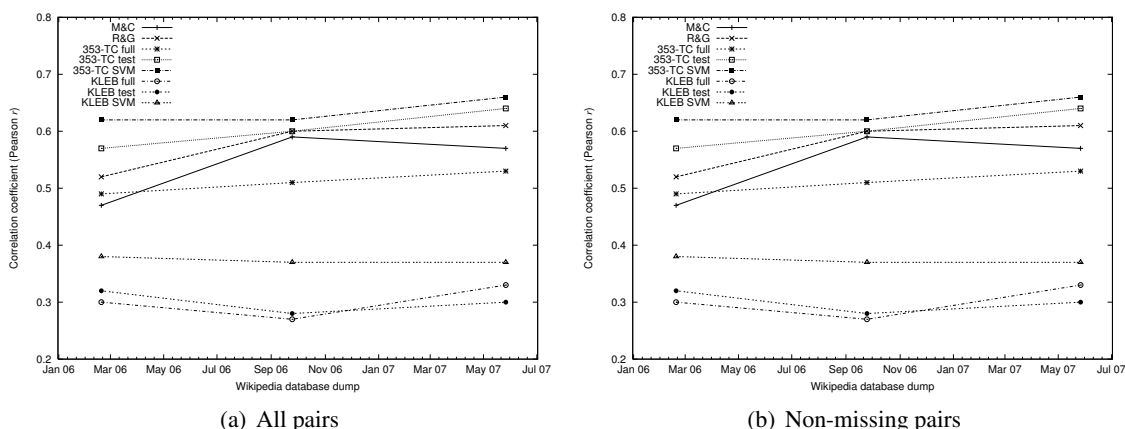 0.8
0.7
0.6
0.5
0.4
0.3
0.2
Correlation coefficient (Pearson r)
M&C
R&G
353-TC full
353-TC test
353-TC SVM
KLEB full
KLEB test
KLEB SVM
Jan 06 Mar 06 May 06 Jul 06 Sep 06 Nov 06 Jan 07 Mar 07 May 07 Jul 07
Wikipedia database dump
(a) All pairs
0.8
0.7
0.6
0.5
0.4
0.3
0.2
Correlation coefficient (Pearson r)
M&C
R&G
353-TC full
353-TC test
353-TC SVM
KLEB full
KLEB test
KLEB SVM
Jan 06 Mar 06 May 06 Jul 06 Sep 06 Nov 06 Jan 07 Mar 07 May 07 Jul 07
Wikipedia database dump
(b) Non-missing pairs